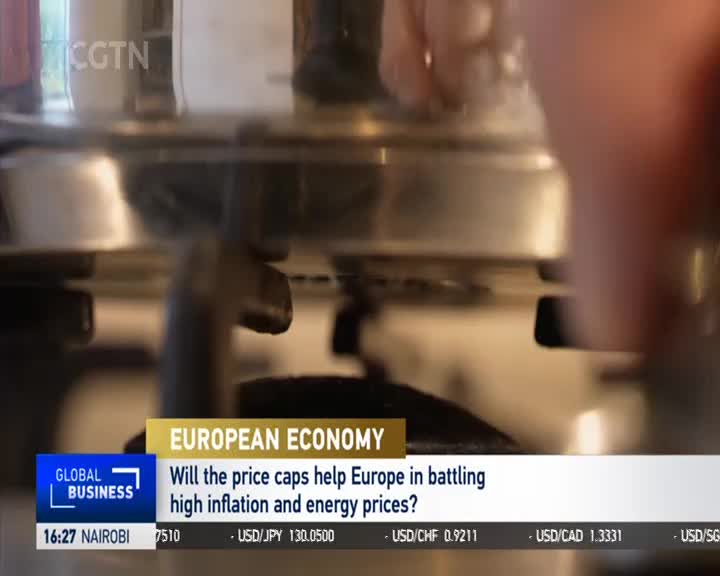 CGTN
EUROPEAN ECONOMY
GLOBAL
BUSINESS
Will the price caps help Europe in battling
high inflation and energy prices?
16:27 NAIROBI
7510 · USD/JPY 130.0500 · USD/CHF 0.9211 · USD/CAD 1.3331 · USD/SG